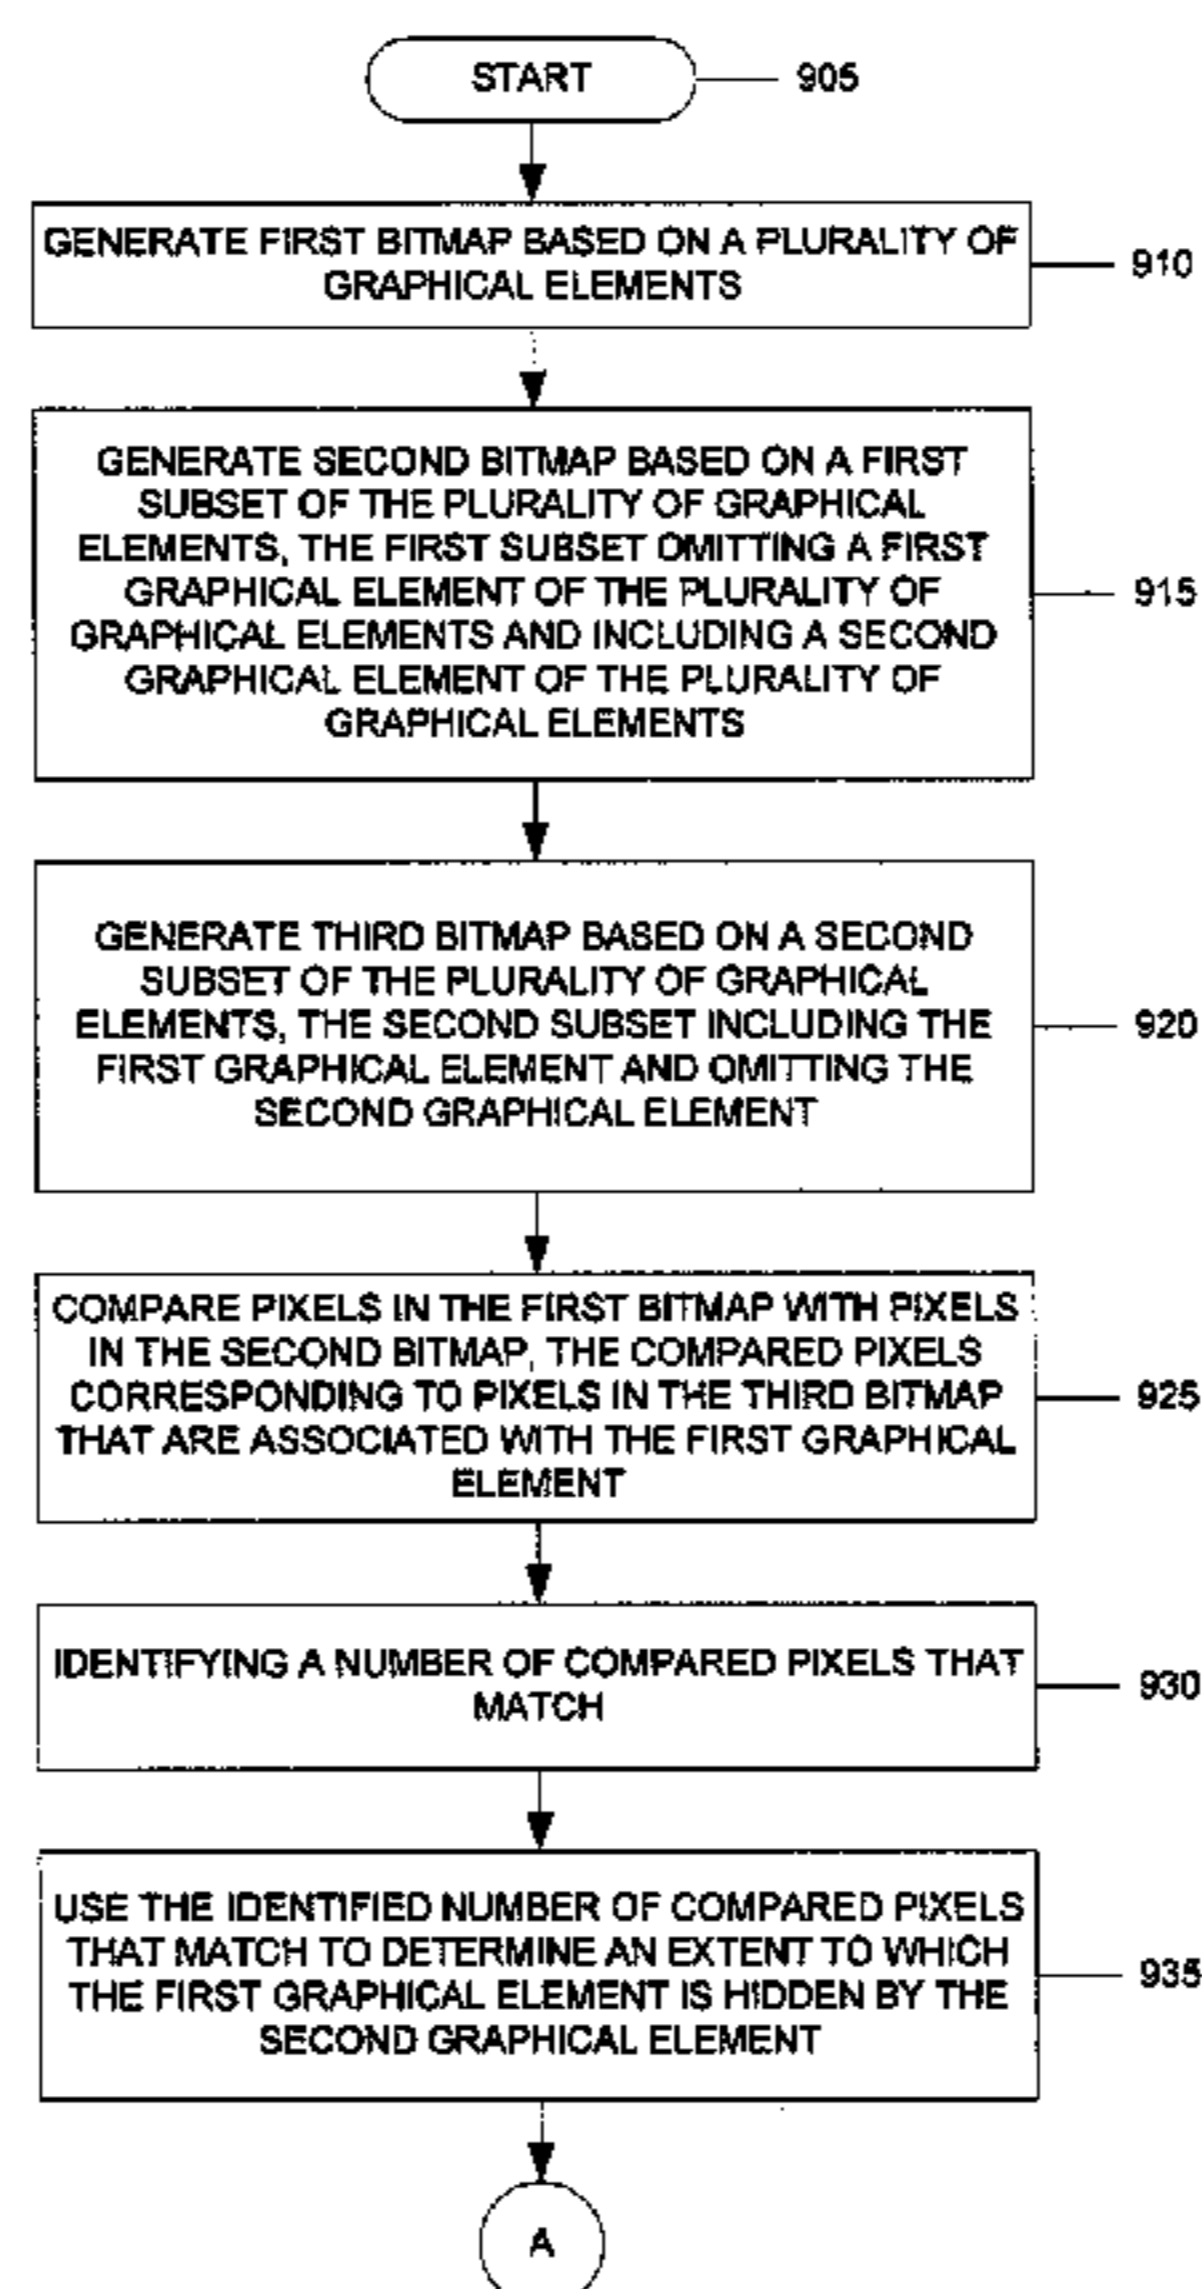 START
905
GENERATE FIRST BITMAP BASED ON A PLURALITY OF
GRAPHICAL ELEMENTS
910
GENERATE SECOND BITMAP BASED ON A FIRST
SUBSET OF THE PLURALITY OF GRAPHICAL
ELEMENTS, THE FIRST SUBSET OMITTING A FIRST
GRAPHICAL ELEMENT OF THE PLURALITY OF
GRAPHICAL ELEMENTS AND INCLUDING A SECOND
GRAPHICAL ELEMENT OF THE PLURALITY OF
GRAPHICAL ELEMENTS
915
GENERATE THIRD BITMAP BASED ON A SECOND
SUBSET OF THE PLURALITY OF GRAPHICAL
ELEMENTS, THE SECOND SUBSET INCLUDING THE
FIRST GRAPHICAL ELEMENT AND OMITTING THE
SECOND GRAPHICAL ELEMENT
920
COMPARE PIXELS IN THE FIRST BITMAP WITH PIXELS
IN THE SECOND BITMAP, THE COMPARED PIXELS
CORRESPONDING TO PIXELS IN THE THIRD BITMAP
THAT ARE ASSOCIATED WITH THE FIRST GRAPHICAL
ELEMENT
925
IDENTIFYING A NUMBER OF COMPARED PIXELS THAT
MATCH
930
USE THE IDENTIFIED NUMBER OF COMPARED PIXELS
THAT MATCH TO DETERMINE AN EXTENT TO WHICH
THE FIRST GRAPHICAL ELEMENT IS HIDDEN BY THE
SECOND GRAPHICAL ELEMENT
935
A